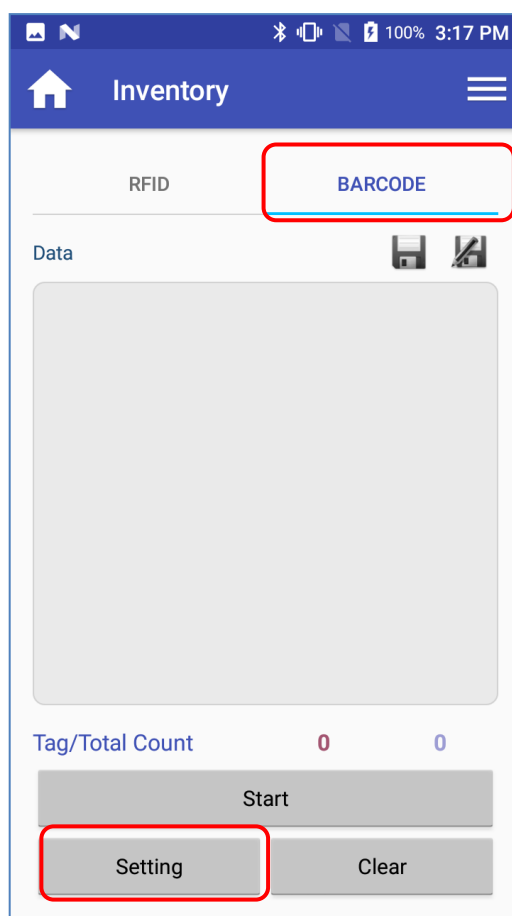 100% 3:17 PM
Inventory
RFID BARCODE
Data
Tag/Total Count 0 0
Start
Setting Clear